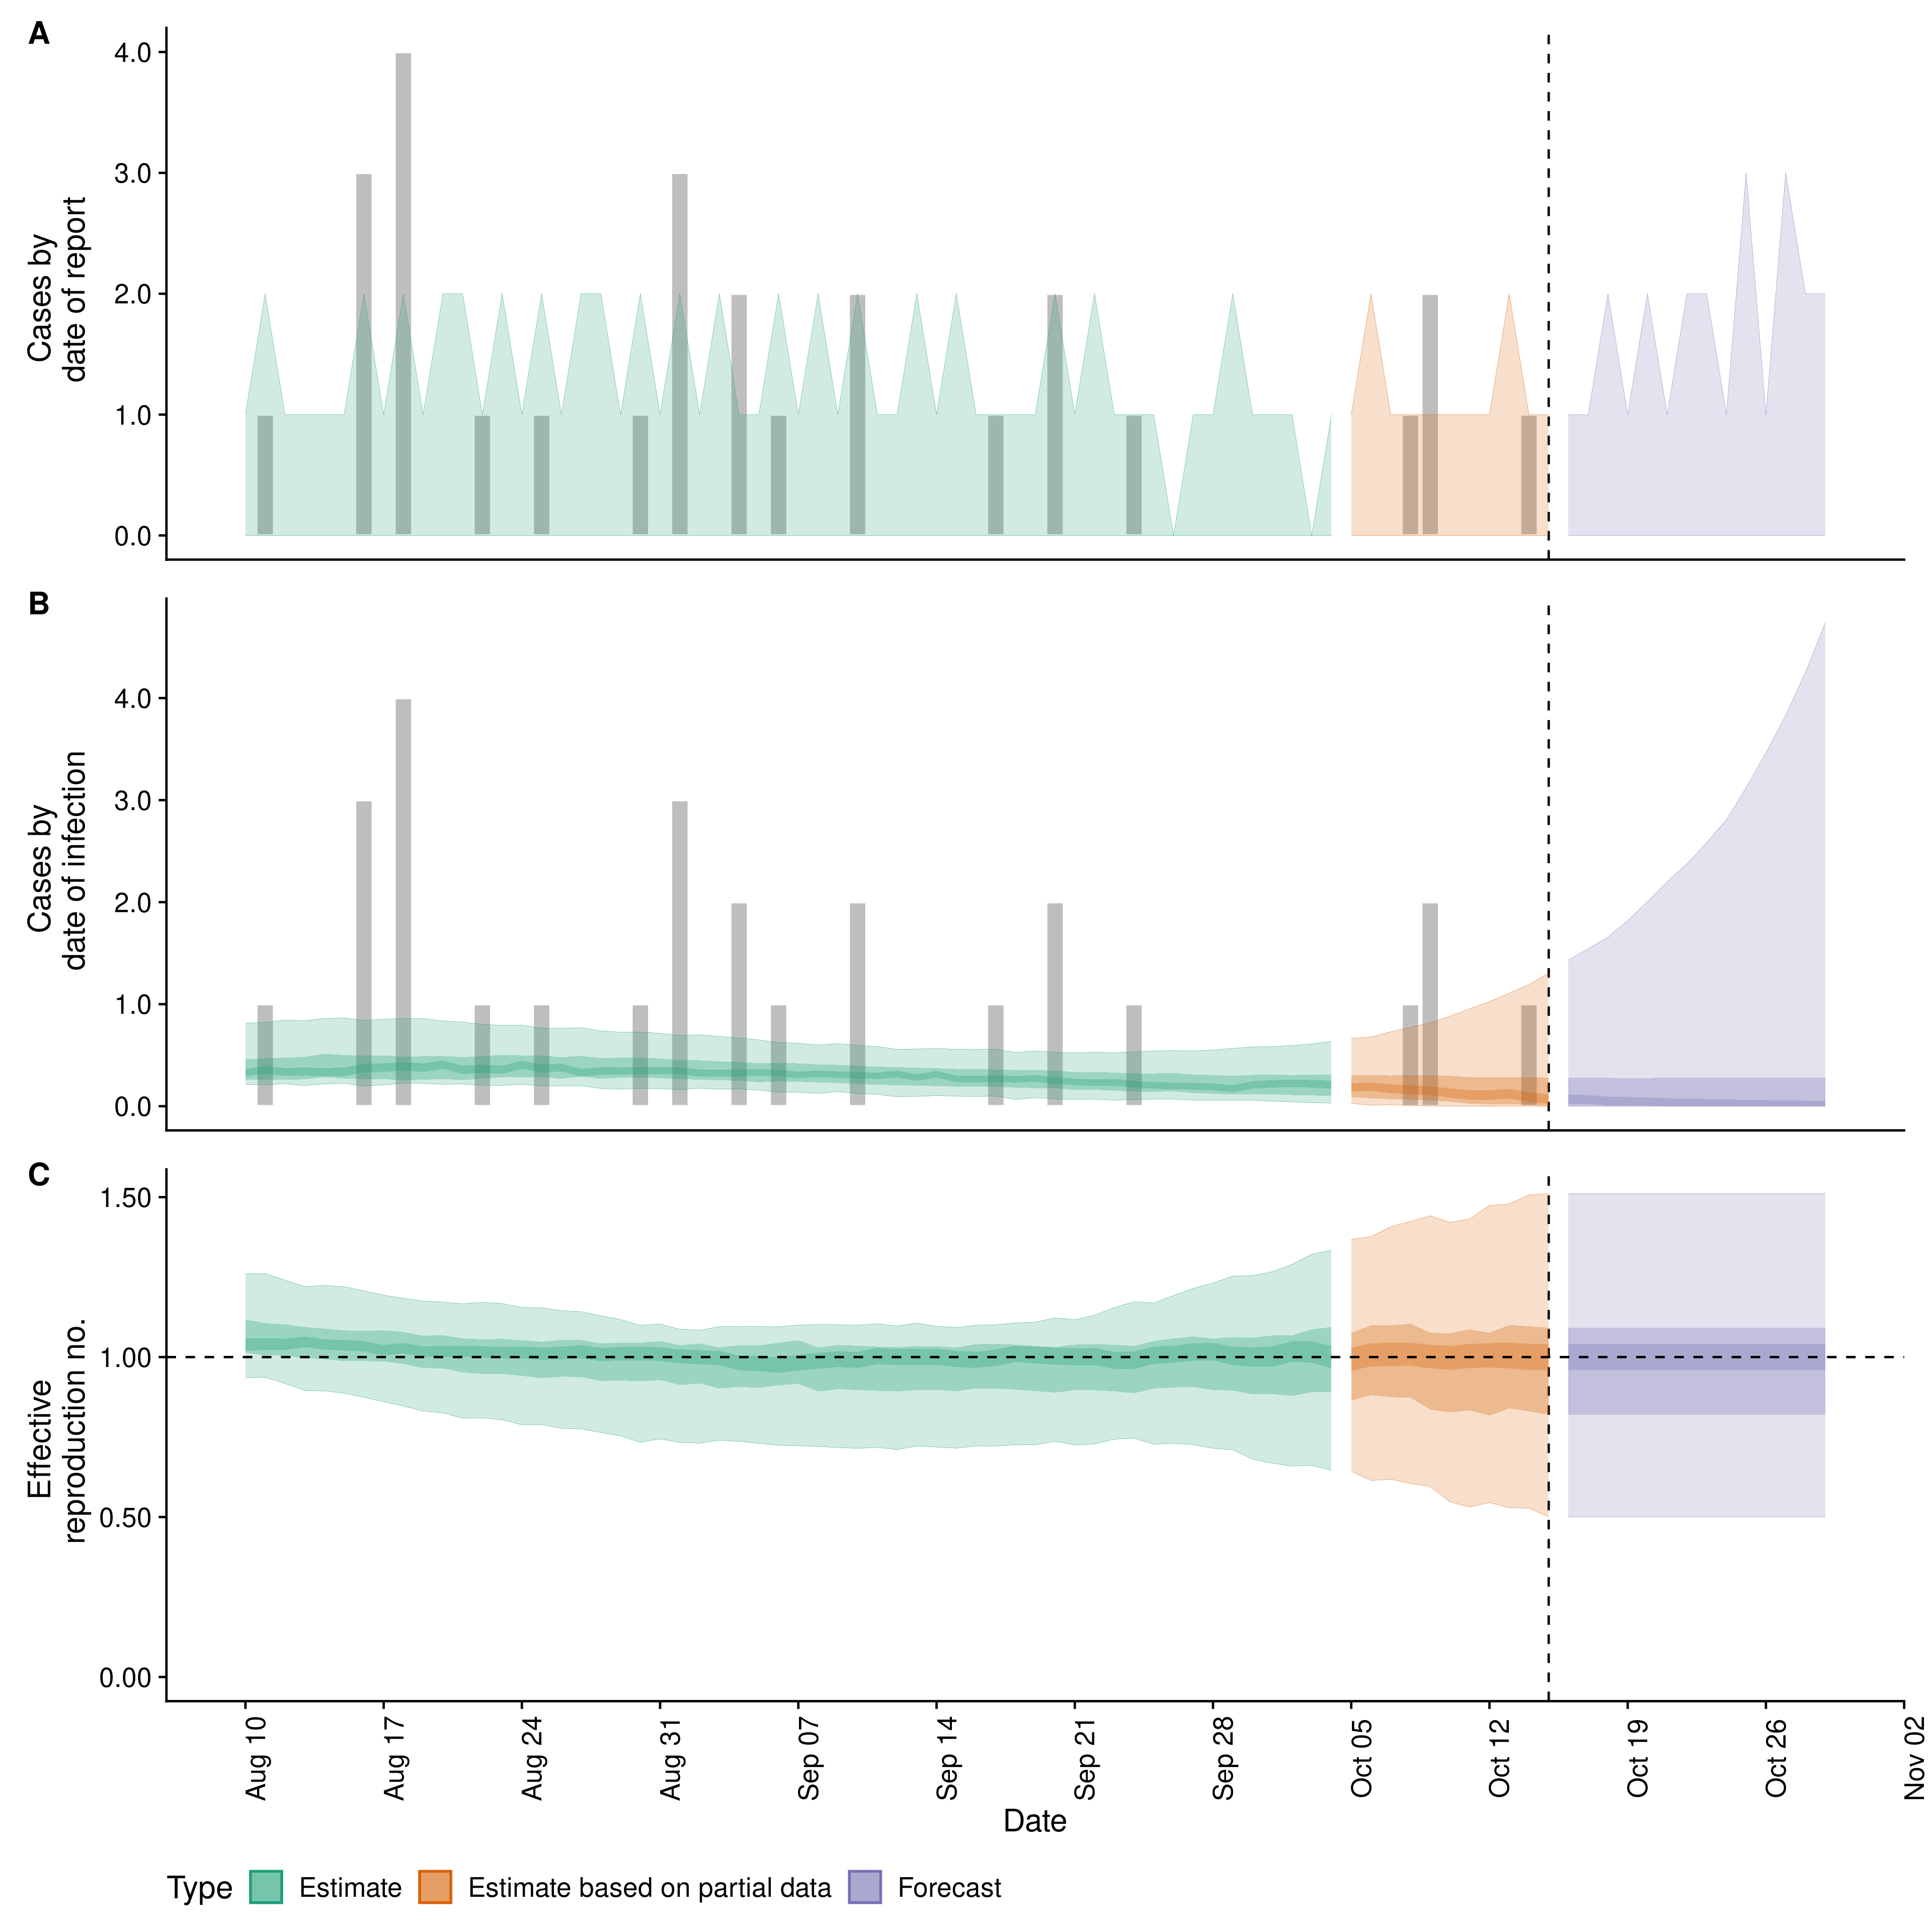 A
Cases by
date of report
4.0
3.0
2.0
1.0
0.0
B
Cases by
date of infection
4.0
3.0
2.0
1.0
0.0
C
Effective
reproduction no.
1.50
1.00
0.50
0.00
Aug 10
Aug 17
Aug 24
Aug 31
Sep 07
Sep 14
Sep 21
Sep 28
Oct 05
Oct 12
Oct 19
Oct 26
Nov 02
Date
Type Estimate Estimate based on partial data Forecast